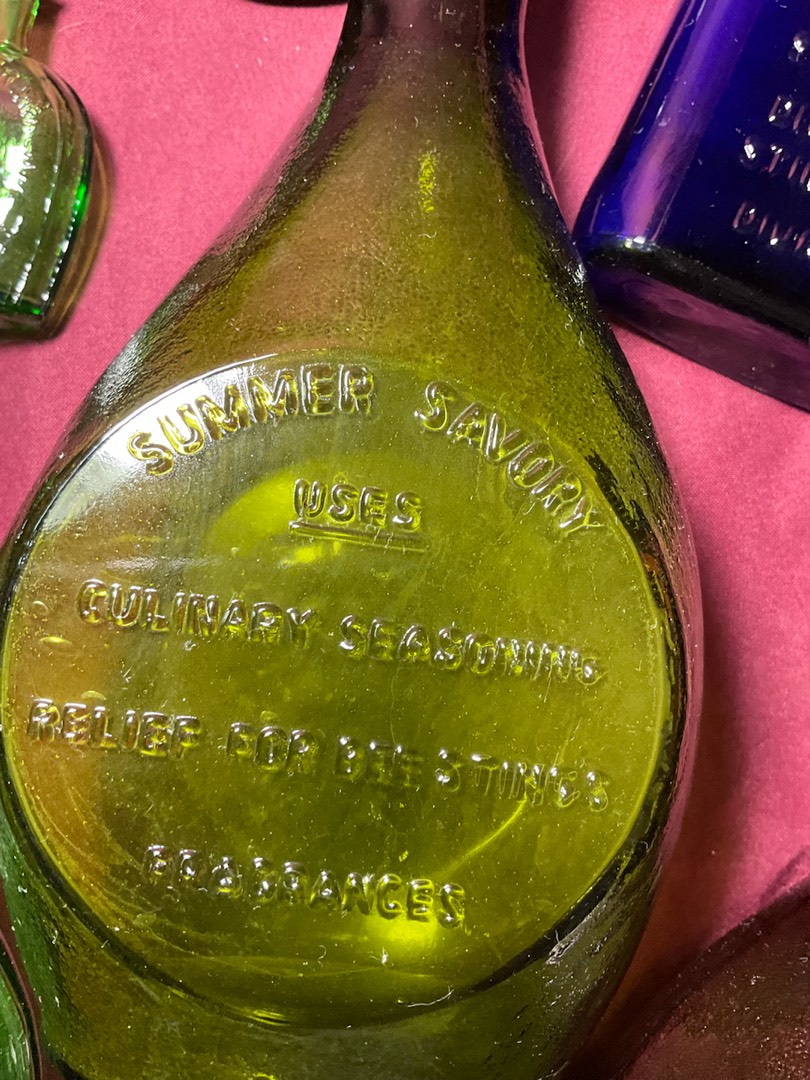 SUMMER SAVORY
USES
CULINARY SEASONING
RELIEF FOR BEE STINGS
FRAGRANCES